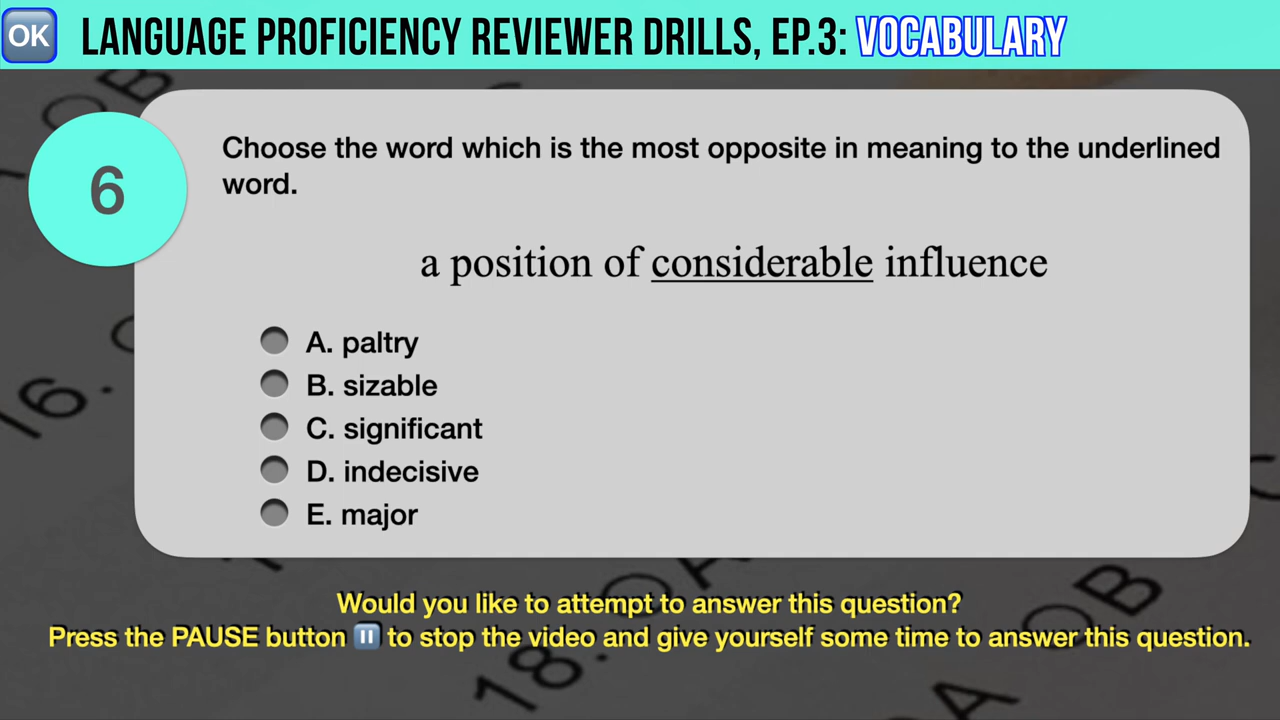 OK LANGUAGE PROFICIENCY REVIEWER DRILLS, EP.3: VOCABULARY
6
Choose the word which is the most opposite in meaning to the underlined
word.
a position of considerable influence
A. paltry
B. sizable
C. significant
D. indecisive
E. major
16.
18.
A
OB
Would you like to attempt to answer this question?
Press the PAUSE button ⏸ to stop the video and give yourself some time to answer this question.